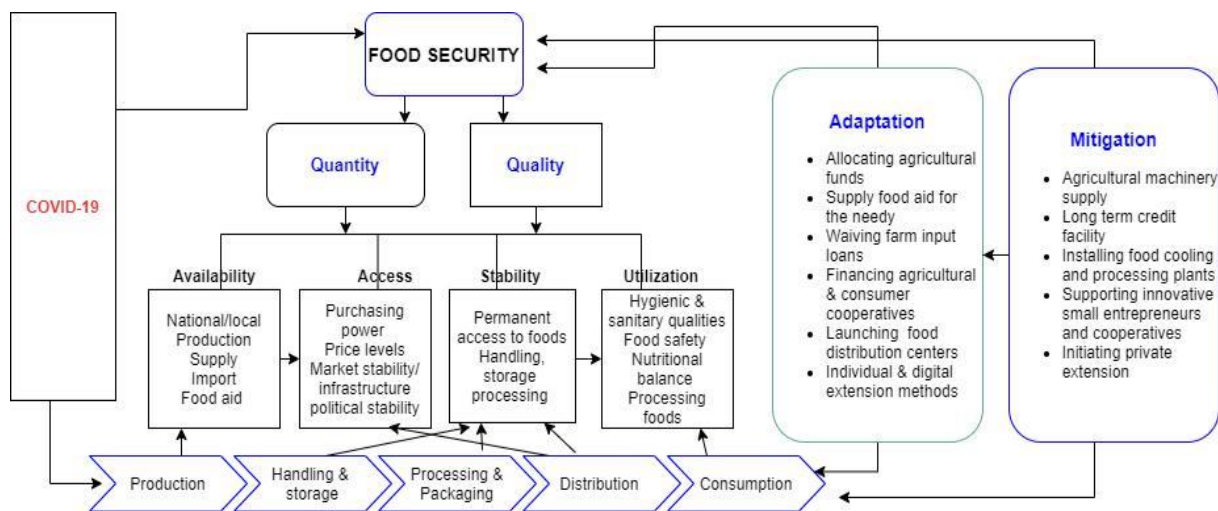 FOOD SECURITY
COVID-19
Quantity
Quality
Availability
National/local
Production
Supply
Import
Food aid
Access
Purchasing
power
Price levels
Market stability/
infrastructure
political stability
Stability
Permanent
access to foods
Handling,
storage
processing
Utilization
Hygienic &
sanitary qualities
Food safety
Nutritional
balance
Processing
foods
Production
Handling &
storage
Processing &
Packaging
Distribution
Consumption
Adaptation
Allocating agricultural
funds
Supply food aid for
the needy
Waiving farm input
loans
Financing agricultural
& consumer
cooperatives
Launching food
distribution centers
Individual & digital
extension methods
Mitigation
Agricultural machinery
supply
Long term credit
facility
Installing food cooling
and processing plants
Supporting innovative
small entrepreneurs
and cooperatives
Initiating private
extension